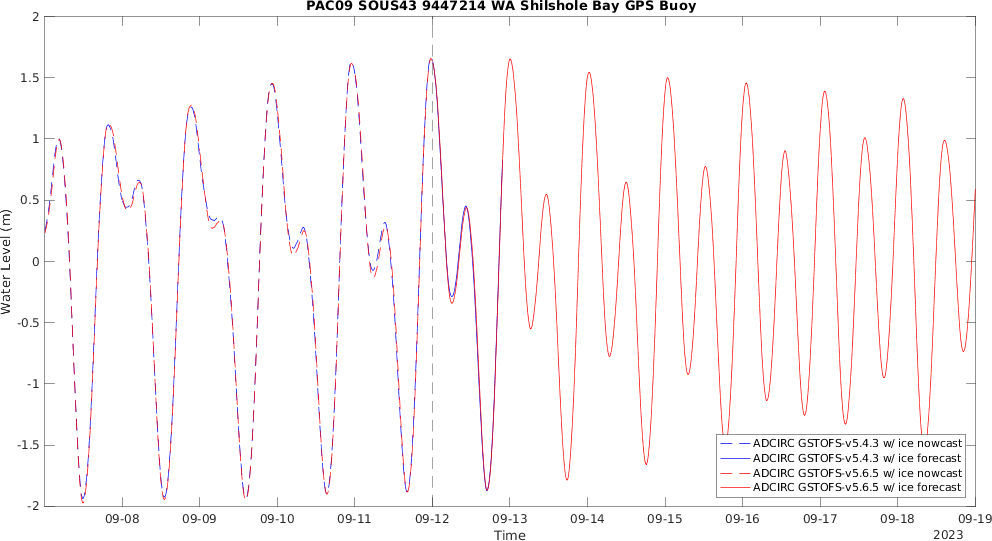 PAC09 SOUS43 9447214 WA Shilshole Bay GPS Buoy
Water Level (m)
2
1.5
1
0.5
0
-0.5
-1
-1.5
-2
ADCIRC GSTOFS-v5.4.3 w/ ice nowcast
ADCIRC GSTOFS-v5.4.3 w/ ice forecast
ADCIRC GSTOFS-v5.6.5 w/ ice nowcast
ADCIRC GSTOFS-v5.6.5 w/ ice forecast
09-08 09-09 09-10 09-11 09-12 09-13 09-14 09-15 09-16 09-17 09-18 09-19
Time
2023